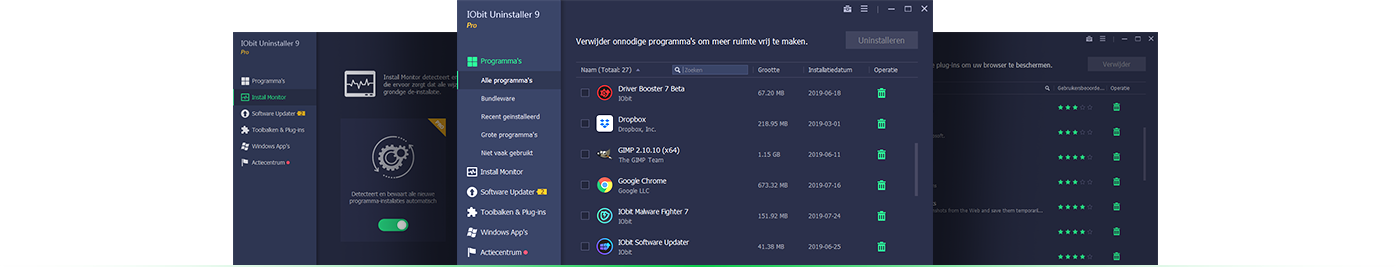 IObit Uninstaller 9
Pro
Programma's
Install Monitor
Software Updater 2
Toolbalken & Plug-ins
Windows App's
Actiecentrum
Install Monitor detecteert en
die ervoor zorgt dat alle wij
grondige de-installate.
Detecteert en bewaart alle nieuwe
programma-installates automatisch
IObit Uninstaller 9
Pro
Programma's
Alle programma's
Bundleware
Recent geïnstalleerd
Grote programma's
Niet vaak gebruikt
Install Monitor
Software Updater 2
Toolbalken & Plug-ins
Windows App's
Actiecentrum
Verwijder onnodige programma's om meer ruimte vrij te maken.
Uninstalleren
Naam (Totaal: 27) Zoeken Grootte Installatiedatum Operatie
Driver Booster 7 Beta
IObit
67.20 MB 2019-06-18
Dropbox
Dropbox, Inc.
218.95 MB 2019-03-01
GIMP 2.10.10 (x64)
The GIMP Team
1.15 GB 2019-06-11
Google Chrome
Google LLC
673.32 MB 2019-07-16
IObit Malware Fighter 7
IObit
151.92 MB 2019-07-24
IObit Software Updater
IObit
41.38 MB 2019-06-25
plug-ins om uw browser te beschermen.
Verwijder
Gebruikersbeoorde... Operatie
soft.
shots from the Web and save them temporari...